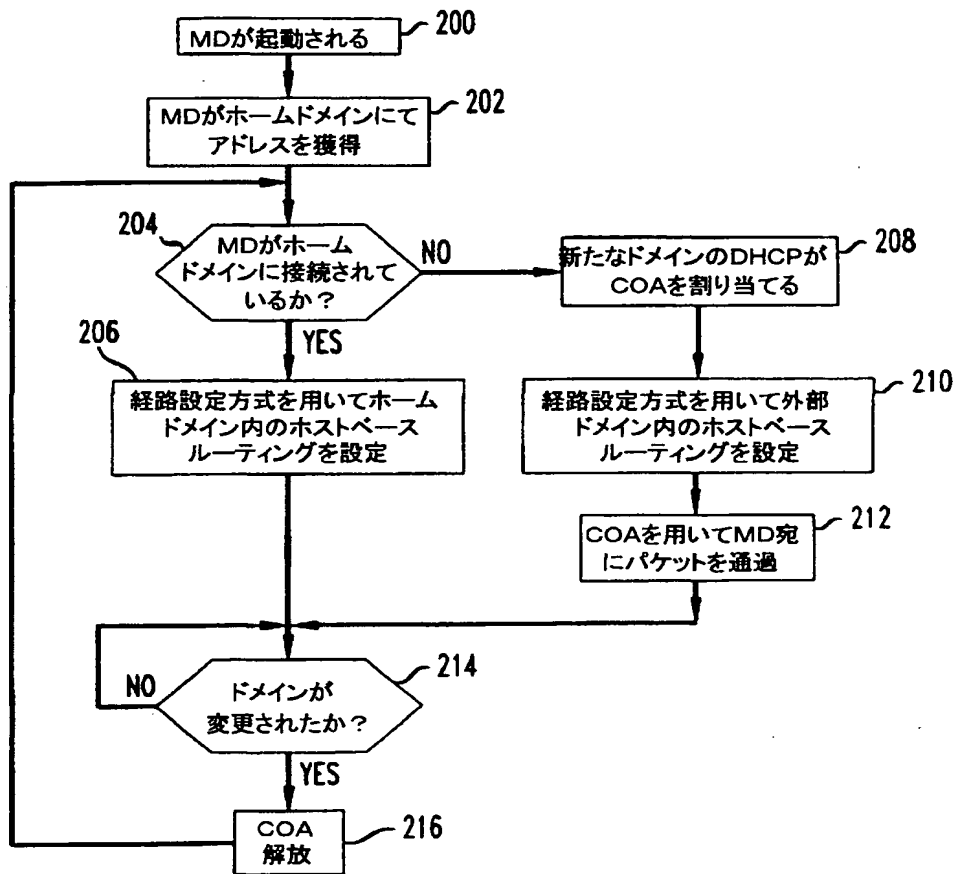 MDが起動される
200
MDがホームドメインにて
アドレスを獲得
202
204
MDがホーム
ドメインに接続されて
いるか？
NO
YES
新たなドメインのDHCPが
COAを割り当てる
208
206
経路設定方式を用いてホーム
ドメイン内のホストベース
ルーティングを設定
経路設定方式を用いて外部
ドメイン内のホストベース
ルーティングを設定
210
COAを用いてMD宛
にパケットを通過
212
ドメインが
変更されたか？
214
NO
YES
COA
解放
216